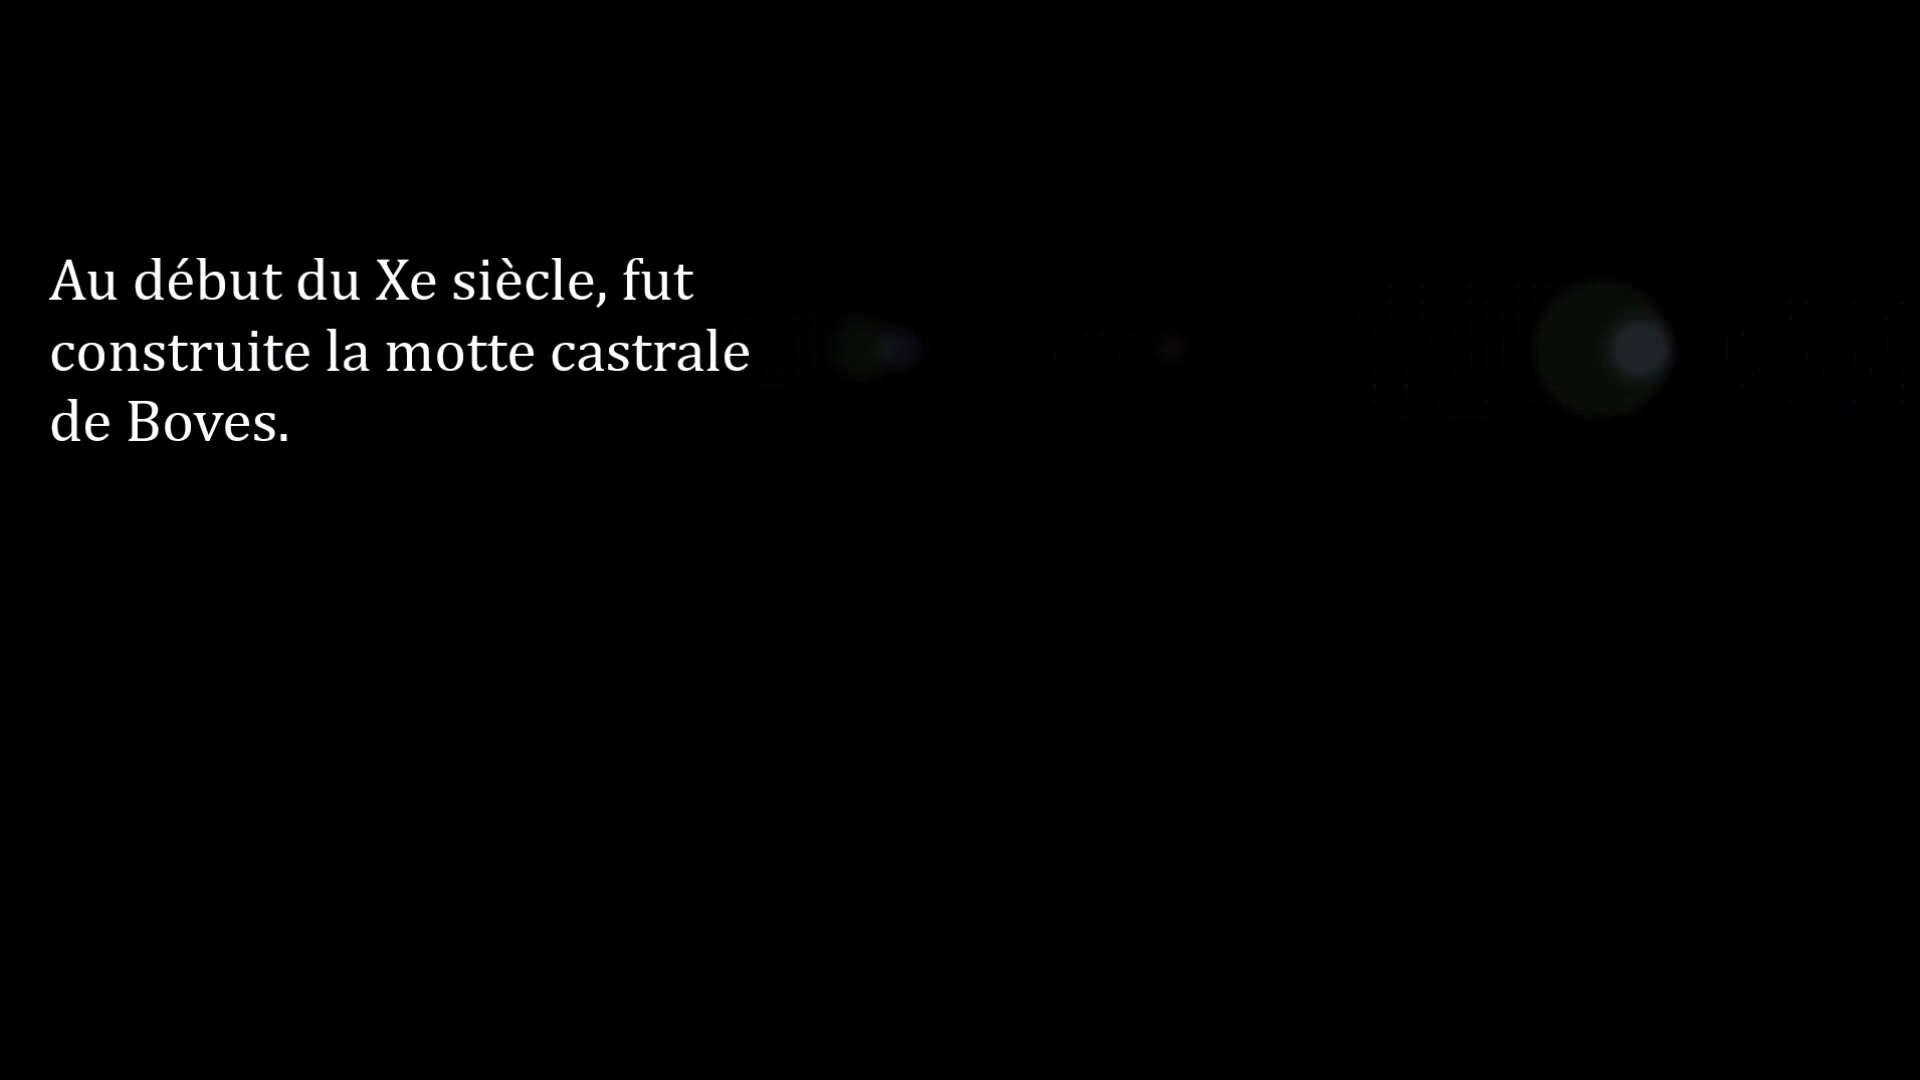 Au début du Xe siècle, fut
construite la motte castrale
de Boves.